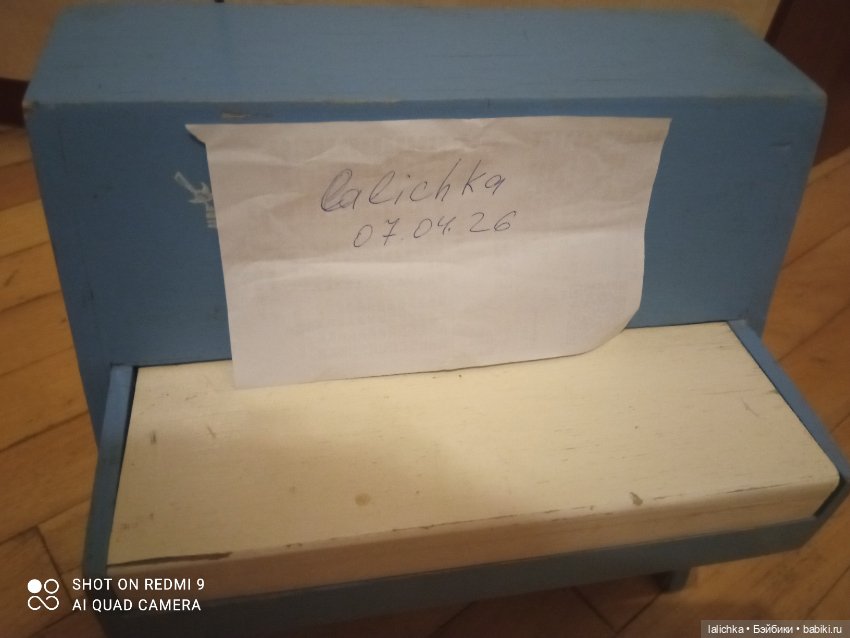 lalichka
07.04.26
SHOT ON REDMI 9
AI QUAD CAMERA
lalichka • Бэйбики • babiki.ru